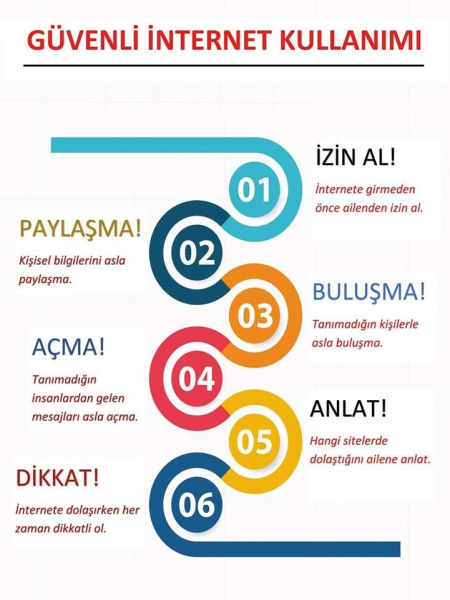 GÜVENLİ İNTERNET KULLANIMI
01
İZİN AL!
İnternete girmeden
önce ailenden izin al.
PAYLAŞMA!
Kişisel bilgilerini asla
paylaşma.
02
03
BULUŞMA!
Tanımadığın kişilerle
asla buluşma.
AÇMA!
Tanımadığın
insanlardan gelen
mesajları asla açma.
04
05
ANLAT!
Hangi sitelerde
dolaştığını ailene anlat.
DİKKAT!
İnternete dolaşırken her
zaman dikkatli ol.
06